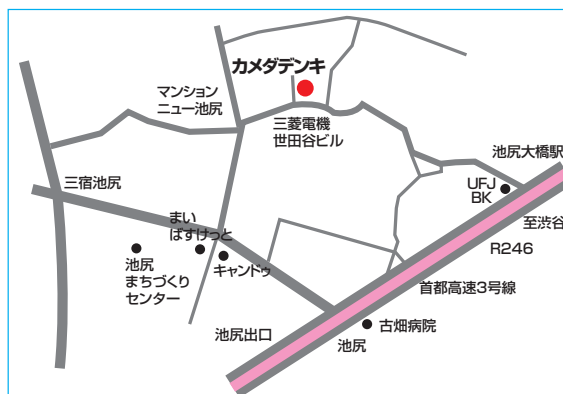 カメダデンキ
マンション
ニュー池尻
三菱電機
世田谷ビル
池尻大橋駅
三宿池尻
UFJ
BK
まい
ばすけっと
至渋谷
R246
池尻
まちづくり
センター
キャンドゥ
首都高速3号線
池尻出口
古畑病院
池尻